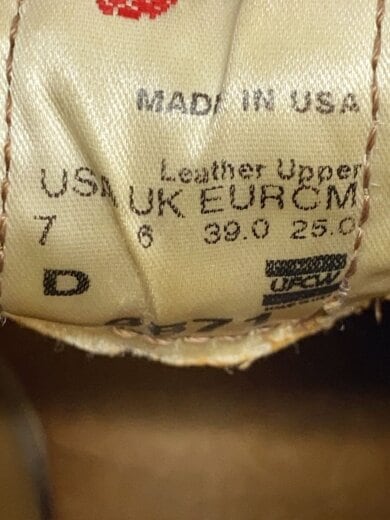 MADE IN USA
Leather Upper
USA UK EUR CM
7 6 39.0 25.0
D
UFCW